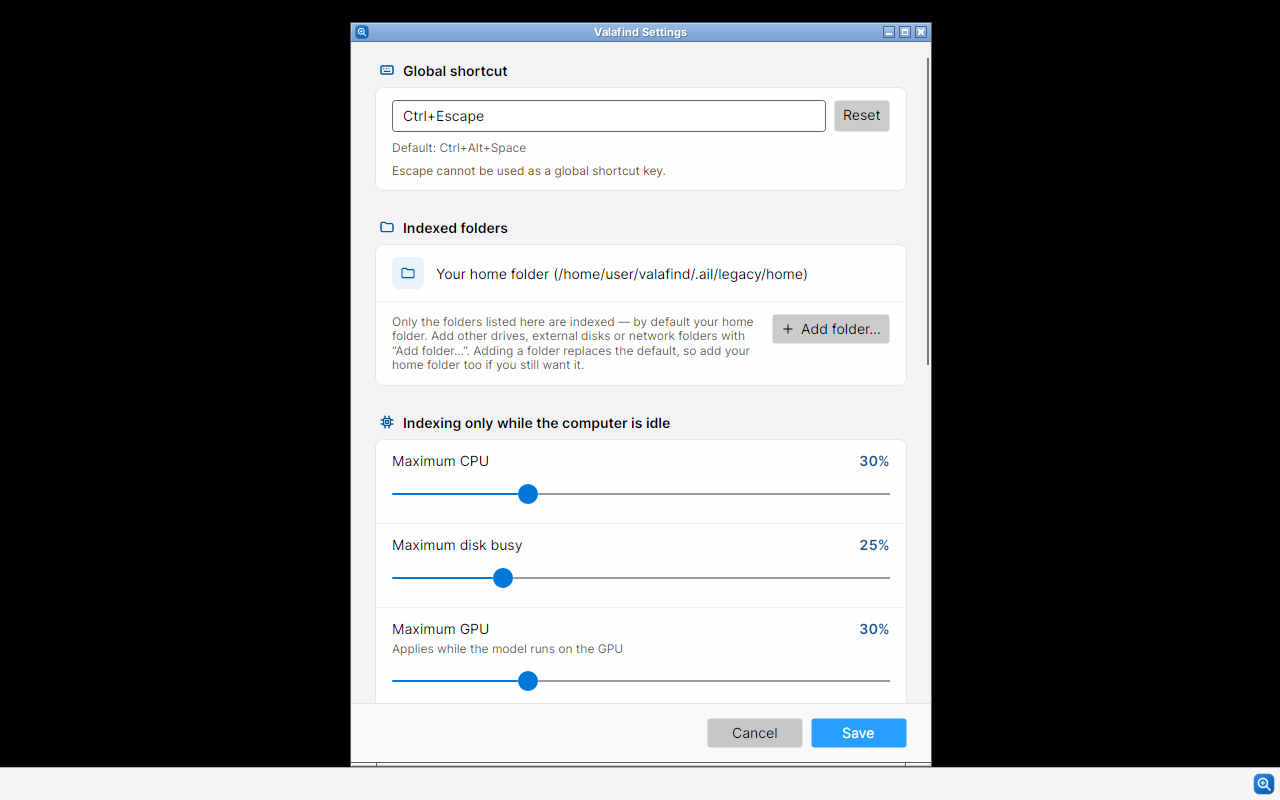 Valafind Settings
Global shortcut
Ctrl+Escape
Reset
Default: Ctrl+Alt+Space
Escape cannot be used as a global shortcut key.
Indexed folders
Your home folder (/home/user/valafind/.ail/legacy/home)
Only the folders listed here are indexed — by default your home
folder. Add other drives, external disks or network folders with
“Add folder…”. Adding a folder replaces the default, so add your
home folder too if you still want it.
Add folder…
Indexing only while the computer is idle
Maximum CPU
30%
Maximum disk busy
25%
Maximum GPU
30%
Applies while the model runs on the GPU
Cancel
Save